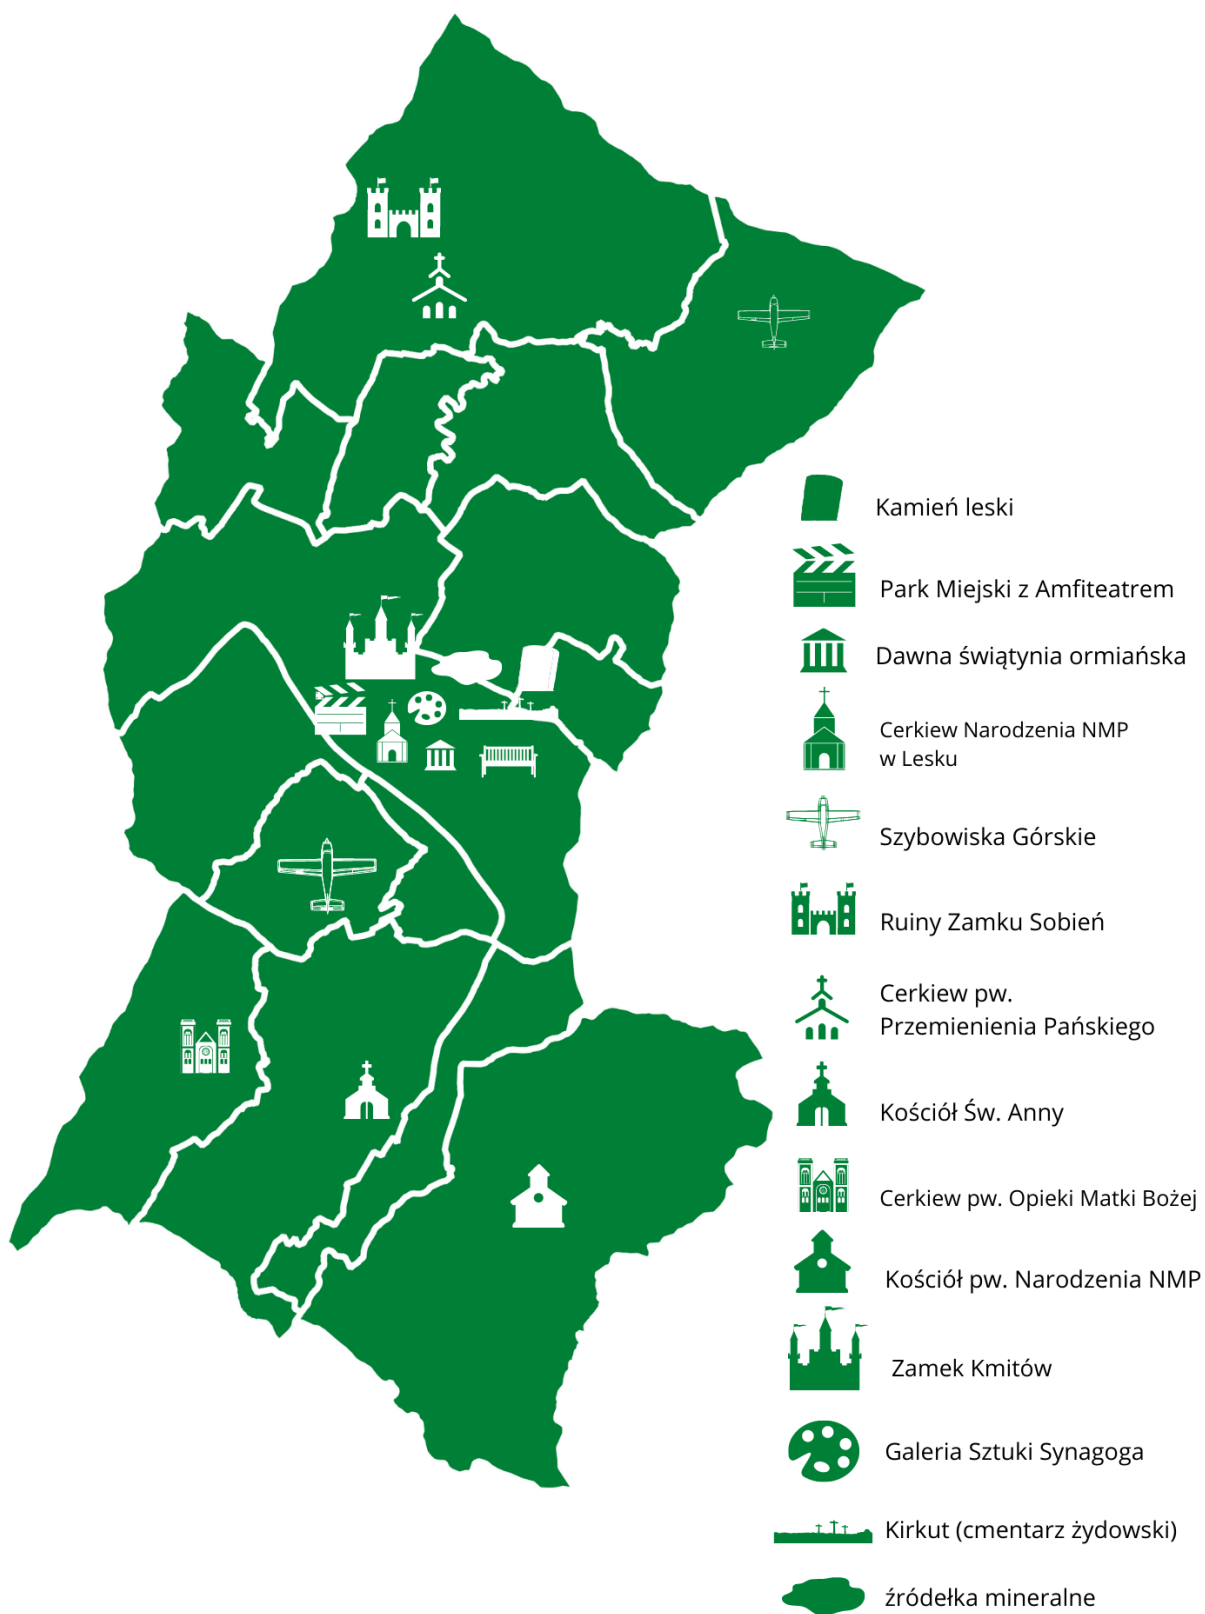 Kamień leski
Park Miejski z Amfiteatrem
Dawna świątynia ormiańska
Cerkiew Narodzenia NMP
w Lesku
Szybowiska Górskie
Ruiny Zamku Sobień
Cerkiew pw.
Przemienienia Pańskiego
Kościół Św. Anny
Cerkiew pw. Opieki Matki Bożej
Kościół pw. Narodzenia NMP
Zamek Kmitów
Galeria Sztuki Synagoga
Kirkut (cmentarz żydowski)
źródełka mineralne